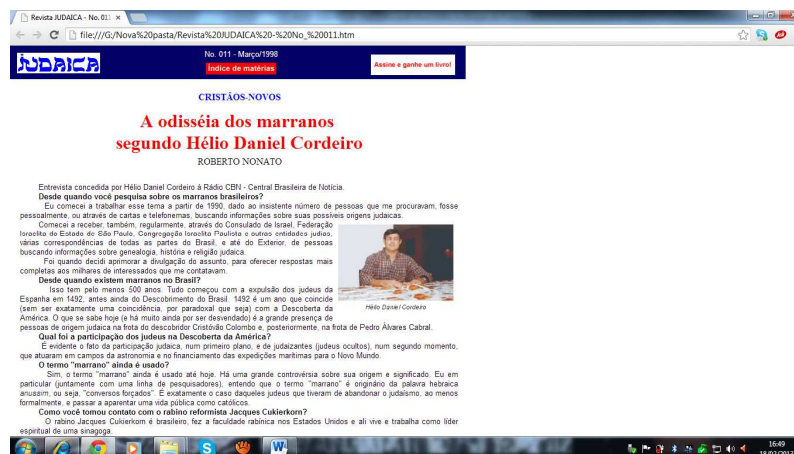 Revista JUDAICA - No. 011
file:///G:/Nova%20pasta/Revista%20JUDAICA%20-%20No_%20011.htm
JUDAICA
No. 011 - Março/1998
Índice de matérias
Assine e ganhe um livro!
CRISTÃOS-NOVOS
A odisséia dos marranos
segundo Hélio Daniel Cordeiro
ROBERTO NONATO
Entrevista concedida por Hélio Daniel Cordeiro à Rádio CBN - Central Brasileira de Notícia.
Desde quando você pesquisa sobre os marranos brasileiros?
Eu comecei a trabalhar esse tema a partir de 1990, dado ao insistente número de pessoas que me procuravam, fosse
pessoalmente, ou através de cartas e telefonemas, buscando informações sobre suas possíveis origens judaicas.
Comecei a receber, também, regularmente, através do Consulado de Israel, Federação
Israelita do Estado de São Paulo, Congregação Israelita Paulista e outras entidades judias,
várias correspondências de todas as partes do Brasil, e até do Exterior, de pessoas
buscando informações sobre genealogia, história e religião judaica.
Foi quando decidi aprimorar a divulgação do assunto, para oferecer respostas mais
completas aos milhares de interessados que me contatavam.
Desde quando existem marranos no Brasil?
Isso tem pelo menos 500 anos. Tudo começou com a expulsão dos judeus da
Espanha em 1492, antes ainda do Descobrimento do Brasil. 1492 é um ano que coincide
(sem ser exatamente uma coincidência, por paradoxal que seja) com a Descoberta da
América. O que se sabe hoje (e há muito ainda por ser desvendado) é a grande presença de
pessoas de origem judaica na frota do descobridor Cristóvão Colombo e, posteriormente, na frota de Pedro Álvares Cabral.
Hélio Daniel Cordeiro
Qual foi a participação dos judeus na Descoberta da América?
É evidente o fato da participação judaica, num primeiro plano, e de judaizantes (judeus ocultos), num segundo momento,
que atuaram em campos da astronomia e no financiamento das expedições marítimas para o Novo Mundo.
O termo "marrano" ainda é usado?
Sim, o termo "marrano" ainda é usado até hoje. Há uma grande controvérsia sobre sua origem e significado. Eu em
particular (juntamente com uma linha de pesquisadores), entendo que o termo "marrano" é originário da palavra hebraica
anussim, ou seja, "conversos forçados". É exatamente o caso daqueles judeus que tiveram de abandonar o judaísmo, ao menos
formalmente, e passar a aparentar uma vida pública como católicos.
Como você tomou contato com o rabino reformista Jacques Cukierkorn?
O rabino Jacques Cukierkorn é brasileiro, fez a faculdade rabínica nos Estados Unidos e ali vive e trabalha como líder
espiritual de uma sinagoga.
16:49